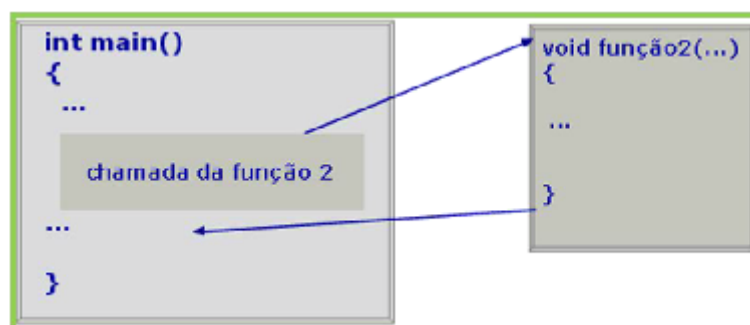 int main()
{
...
chamada da função 2
...
}
void função2(...)
{
...
}